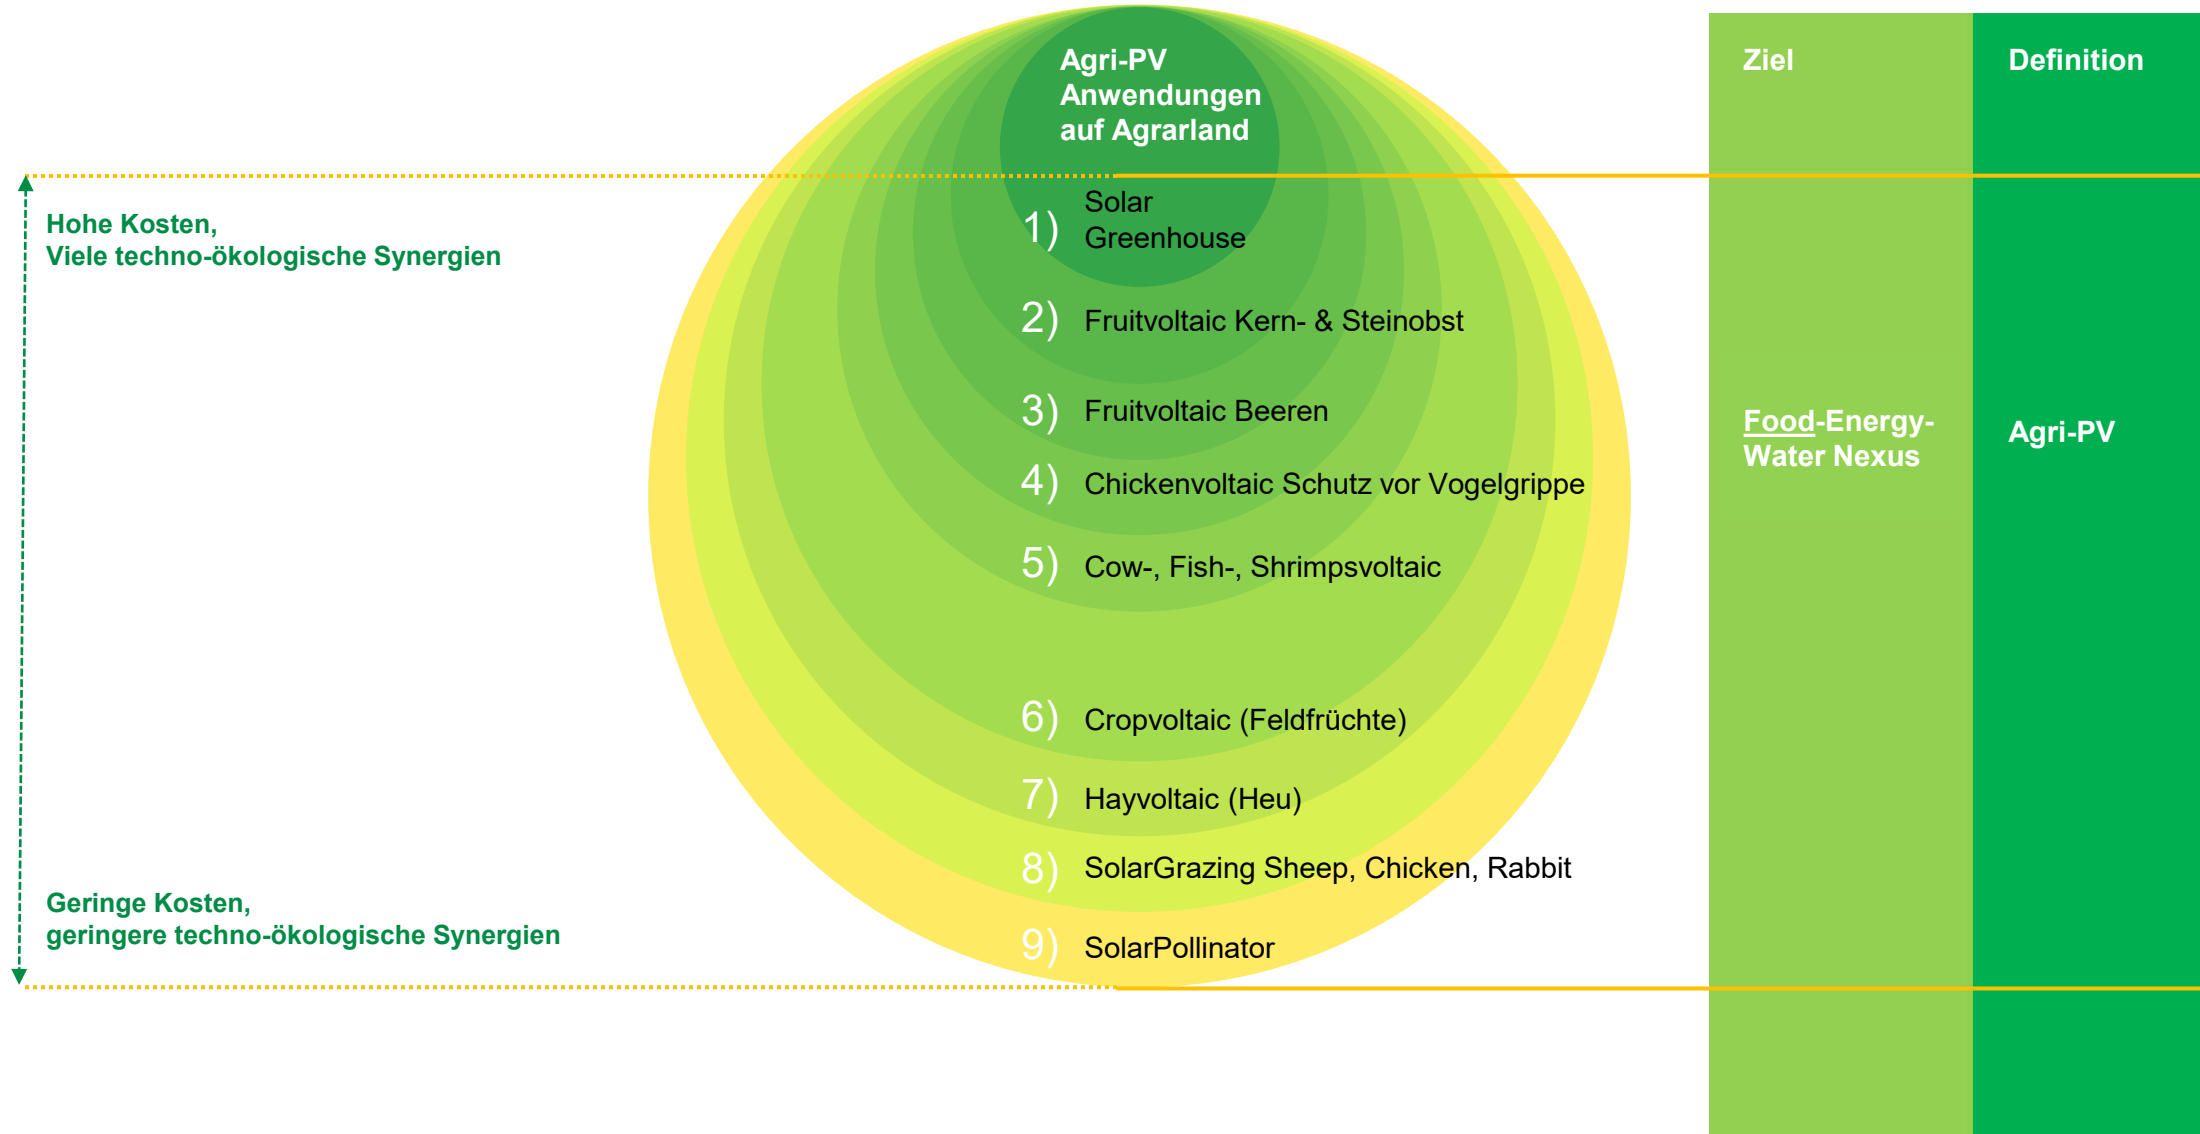 Agri-PV
Anwendungen
auf Agrarland
Ziel
Definition
Hohe Kosten,
Viele techno-ökologische Synergien
1) Solar
Greenhouse
2) Fruitvoltaic Kern- & Steinobst
3) Fruitvoltaic Beeren
4) Chickenvoltaic Schutz vor Vogelgrippe
5) Cow-, Fish-, Shrimpsvoltaic
6) Cropvoltaic (Feldfrüchte)
7) Hayvoltaic (Heu)
8) SolarGrazing Sheep, Chicken, Rabbit
9) SolarPollinator
Food-Energy-
Water Nexus
Agri-PV
Geringe Kosten,
geringere techno-ökologische Synergien